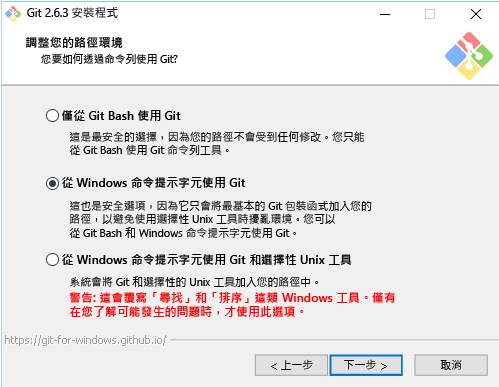 Git 2.6.3 安裝程式
調整您的路徑環境
您要如何透過命令列使用 Git?
僅從 Git Bash 使用 Git
這是最安全的選擇，因為您的路徑不會受到任何修改。您只能
從 Git Bash 使用 Git 命令列工具。
從 Windows 命令提示字元使用 Git
這也是安全選項，因為它只會將最基本的 Git 包裝函式加入您的
路徑，以避免使用選擇性 Unix 工具時擾亂環境。您可以
從 Git Bash 和 Windows 命令提示字元使用 Git。
從 Windows 命令提示字元使用 Git 和選擇性 Unix 工具
系統會將 Git 和選擇性的 Unix 工具加入您的路徑中。
警告: 這會覆寫「尋找」和「排序」這類 Windows 工具。僅有
在您了解可能發生的問題時，才使用此選項。
https://git-for-windows.github.io/
< 上一步
下一步 >
取消